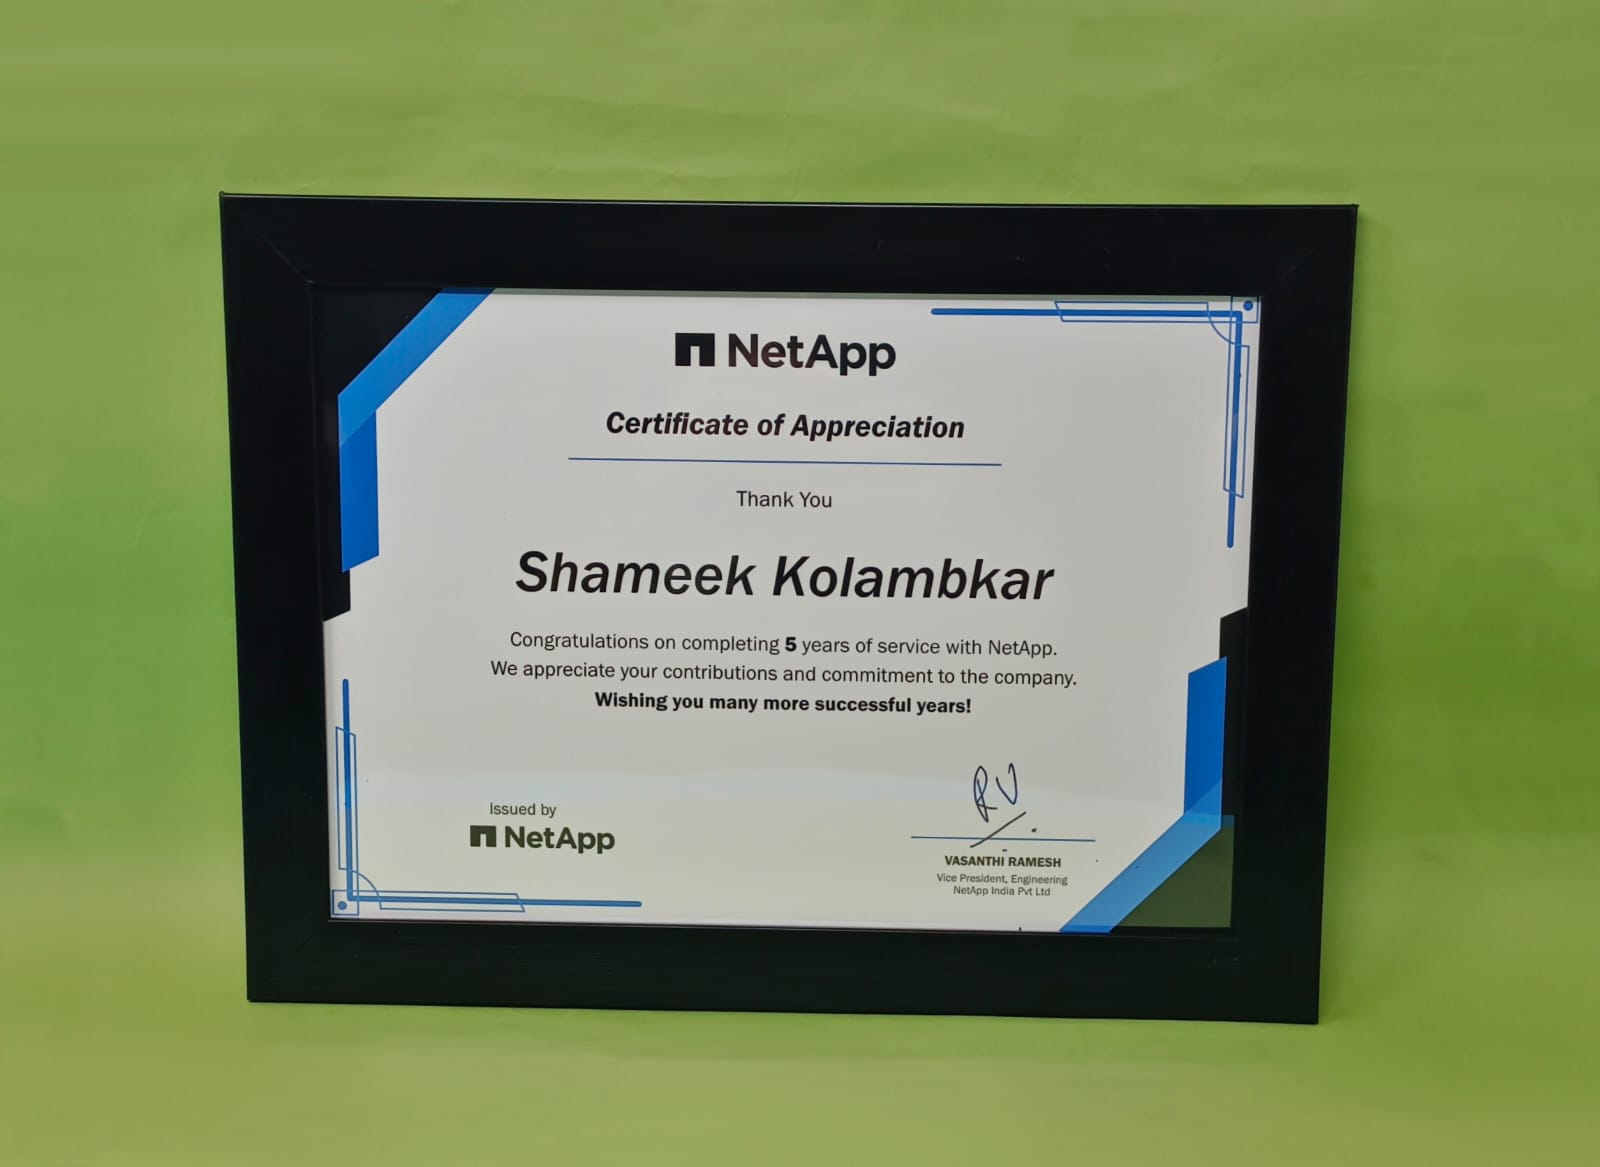 NetApp
Certificate of Appreciation
Thank You
Shameek Kolambkar
Congratulations on completing 5 years of service with NetApp.
We appreciate your contributions and commitment to the company.
Wishing you many more successful years!
Issued by
NetApp
RV
VASANTHI RAMESH
Vice President, Engineering
NetApp India Pvt Ltd